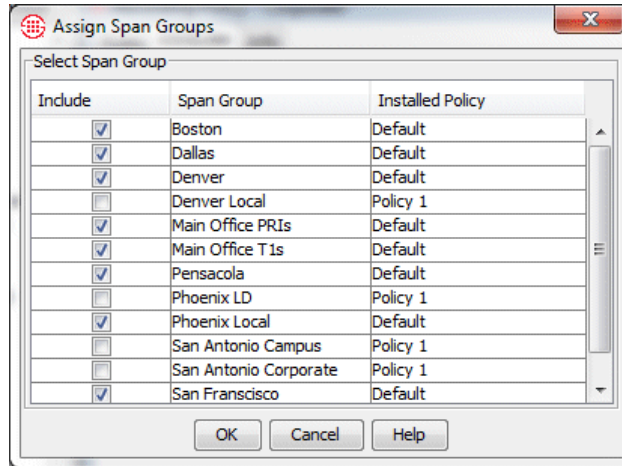 Assign Span Groups
Select Span Group
Include Span Group Installed Policy
Boston Default
Dallas Default
Denver Default
Denver Local Policy 1
Main Office PRIs Default
Main Office T1s Default
Pensacola Default
Phoenix LD Policy 1
Phoenix Local Default
San Antonio Campus Policy 1
San Antonio Corporate Policy 1
San Franscisco Default
OK Cancel Help